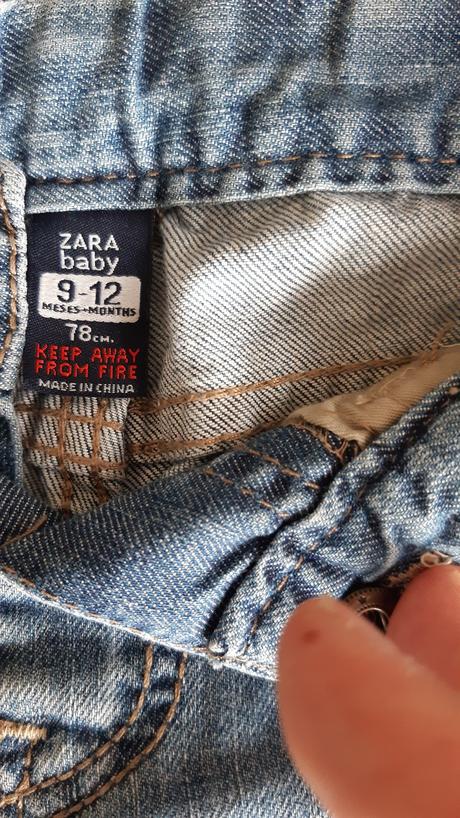 ZARA
baby
9-12
MESES-MONTHS
78CM.
KEEP AWAY
FROM FIRE
MADE IN CHINA